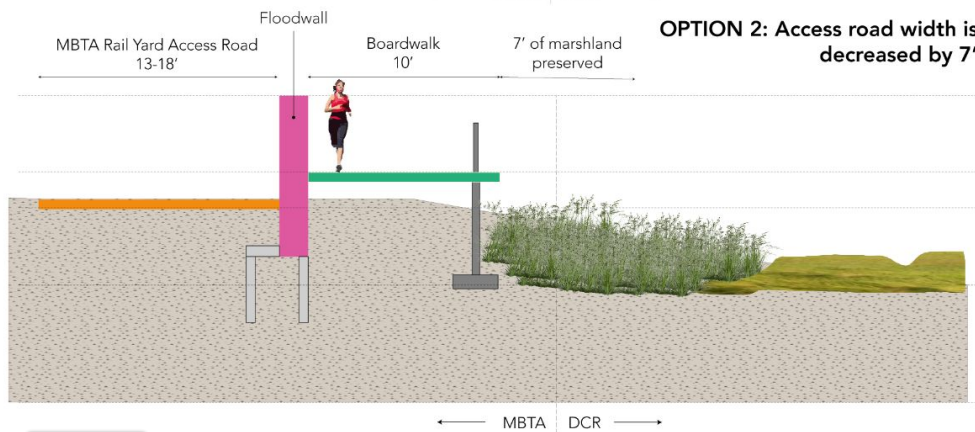 Floodwall
MBTA Rail Yard Access Road
13-18’
Boardwalk
10’
7’ of marshland
preserved
OPTION 2: Access road width is
decreased by 7’
MBTA
DCR